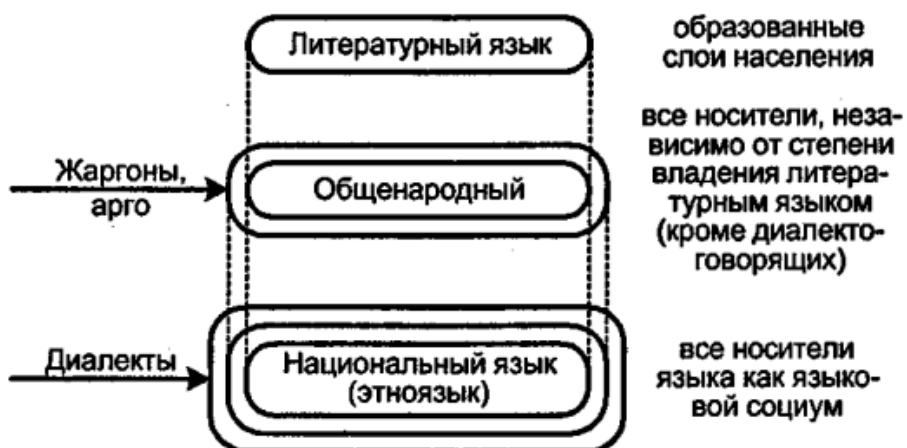 Литературный язык
образованные
слои населения
Жаргоны,
арго
Общенародный
все носители, неза-
висимо от степени
владения литера-
турным языком
(кроме диалекто-
говорящих)
Диалекты
Национальный язык
(этноязык)
все носители
языка как языко-
вой социум